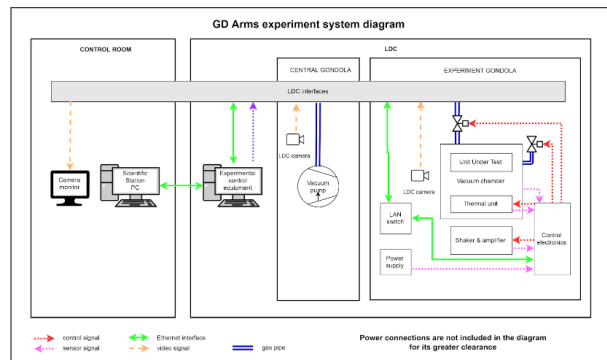 GD Arms experiment system diagram
CONTROL ROOM
LDC
CENTRAL GONDOLA
EXPERIMENT GONDOLA
LDC Interfaces
LDC camera
Unit Under Test
Vacuum chamber
Thermal unit
LDC camera
Camera
monitor
Scientific
Station
PC
Experimental
control
equipment
Vacuum
pump
LAN
switch
Shaker & amplifier
Control
electronics
Power
supply
control signal
Ethernet interface
gas pipe
sensor signal
video signal
Power connections are not included in the diagram
for its greater clearance